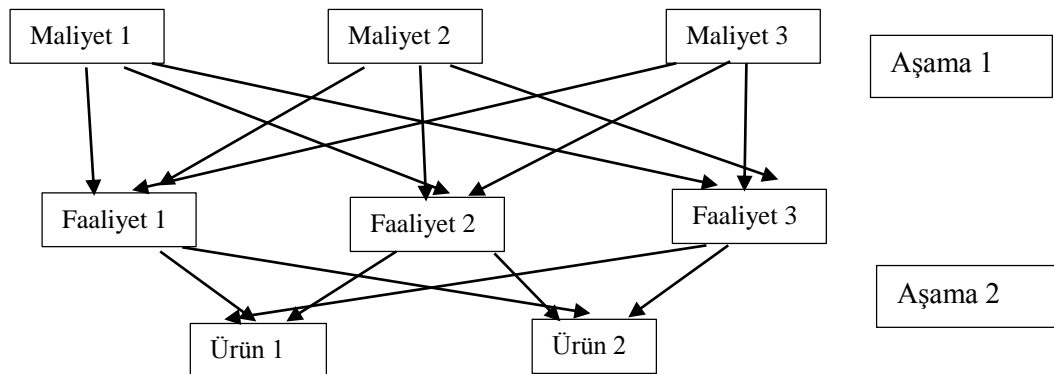 Maliyet 1
Maliyet 2
Maliyet 3
Aşama 1
Faaliyet 1
Faaliyet 2
Faaliyet 3
Aşama 2
Ürün 1
Ürün 2